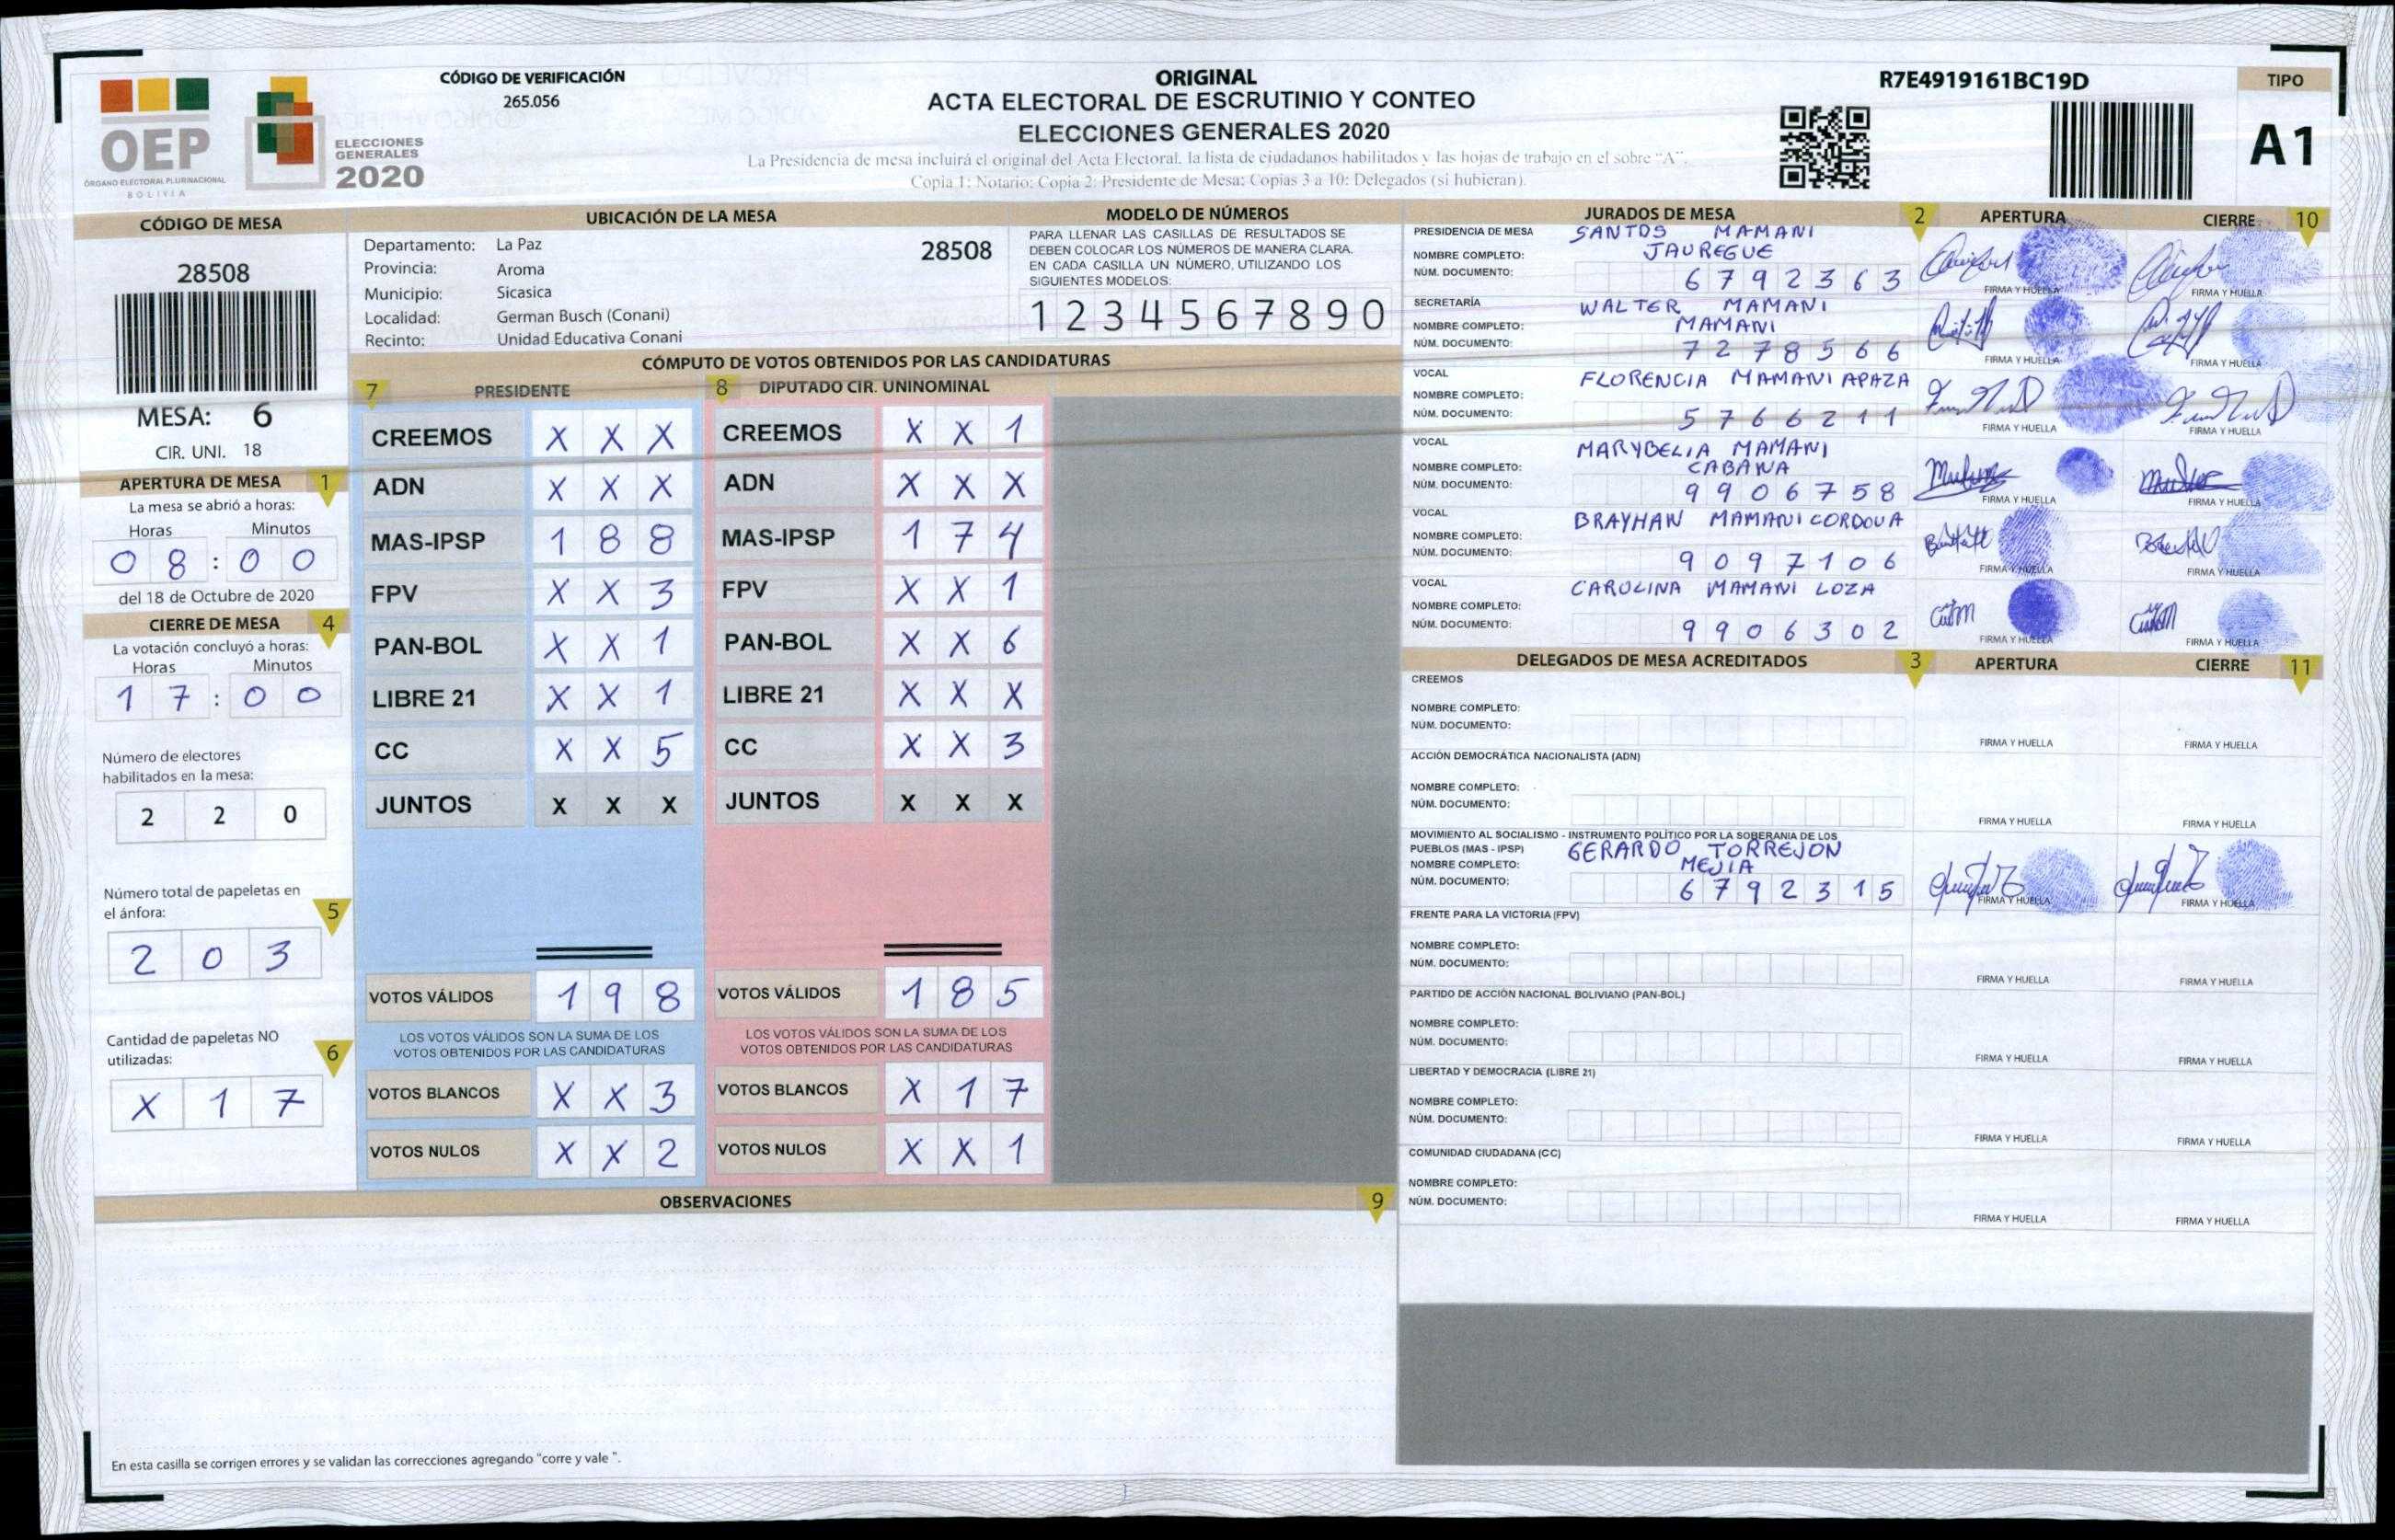 CÓDIGO DE VERIFICACIÓN
265.056
ORIGINAL
ACTA ELECTORAL DE ESCRUTINIO Y CONTEO
ELECCIONES GENERALES 2020
La Presidencia de mesa incluirá el original del Acta Electoral, la lista de ciudadanos habilitados y las hojas de trabajo en el sobre "A".
Copia 1: Notario; Copia 2: Presidente de Mesa; Copias 3 a 10: Delegados (si hubieran).
R7E4919161BC19D
TIPO
A1
OEP
ÓRGANO ELECTORAL PLURINACIONAL
BOLIVIA
ELECCIONES
GENERALES
2020
CÓDIGO DE MESA
28508
MESA: 6
CIR. UNI. 18
APERTURA DE MESA 1
La mesa se abrió a horas:
Horas Minutos
0 8 : 0 0
del 18 de Octubre de 2020
CIERRE DE MESA 4
La votación concluyó a horas:
Horas Minutos
1 7 : 0 0
Número de electores
habilitados en la mesa:
2 2 0
Número total de papeletas en
el ánfora: 5
2 0 3
Cantidad de papeletas NO
utilizadas: 6
X 1 7
UBICACIÓN DE LA MESA
Departamento: La Paz 28508
Provincia: Aroma
Municipio: Sicasica
Localidad: German Busch (Conani)
Recinto: Unidad Educativa Conani
MODELO DE NÚMEROS
PARA LLENAR LAS CASILLAS DE RESULTADOS SE
DEBEN COLOCAR LOS NÚMEROS DE MANERA CLARA.
EN CADA CASILLA UN NÚMERO, UTILIZANDO LOS
SIGUIENTES MODELOS:
1 2 3 4 5 6 7 8 9 0
CÓMPUTO DE VOTOS OBTENIDOS POR LAS CANDIDATURAS
7 PRESIDENTE
CREEMOS X X X
ADN X X X
MAS-IPSP 1 8 8
FPV X X 3
PAN-BOL X X 1
LIBRE 21 X X 1
CC X X 5
JUNTOS X X X
VOTOS VÁLIDOS 1 9 8
LOS VOTOS VÁLIDOS SON LA SUMA DE LOS
VOTOS OBTENIDOS POR LAS CANDIDATURAS
VOTOS BLANCOS X X 3
VOTOS NULOS X X 2
8 DIPUTADO CIR. UNINOMINAL
CREEMOS X X 1
ADN X X X
MAS-IPSP 1 7 4
FPV X X 1
PAN-BOL X X 6
LIBRE 21 X X X
CC X X 3
JUNTOS X X X
VOTOS VÁLIDOS 1 8 5
LOS VOTOS VÁLIDOS SON LA SUMA DE LOS
VOTOS OBTENIDOS POR LAS CANDIDATURAS
VOTOS BLANCOS X 1 7
VOTOS NULOS X X 1
OBSERVACIONES 9
En esta casilla se corrigen errores y se validan las correcciones agregando "corre y vale ".
JURADOS DE MESA 2 APERTURA CIERRE 10
PRESIDENCIA DE MESA SANTOS MAMANI
NOMBRE COMPLETO: JAUREGUE
NÚM. DOCUMENTO: 6 7 9 2 3 6 3
FIRMA Y HUELLA FIRMA Y HUELLA
SECRETARÍA WALTER MAMANI
NOMBRE COMPLETO: MAMANI
NÚM. DOCUMENTO: 7 2 7 8 5 6 6
FIRMA Y HUELLA FIRMA Y HUELLA
VOCAL FLORENCIA MAMANI APAZA
NOMBRE COMPLETO:
NÚM. DOCUMENTO: 5 7 6 6 2 1 1
FIRMA Y HUELLA FIRMA Y HUELLA
VOCAL MARYBELIA MAMANI
NOMBRE COMPLETO: CABANA
NÚM. DOCUMENTO: 9 9 0 6 7 5 8
FIRMA Y HUELLA FIRMA Y HUELLA
VOCAL BRAYHAN MAMANI CORDOVA
NOMBRE COMPLETO:
NÚM. DOCUMENTO: 9 0 9 7 1 0 6
FIRMA Y HUELLA FIRMA Y HUELLA
VOCAL CAROLINA MAMANI LOZA
NOMBRE COMPLETO:
NÚM. DOCUMENTO: 9 9 0 6 3 0 2
FIRMA Y HUELLA FIRMA Y HUELLA
DELEGADOS DE MESA ACREDITADOS 3 APERTURA CIERRE 11
CREEMOS
NOMBRE COMPLETO:
NÚM. DOCUMENTO:
FIRMA Y HUELLA FIRMA Y HUELLA
ACCIÓN DEMOCRÁTICA NACIONALISTA (ADN)
NOMBRE COMPLETO:
NÚM. DOCUMENTO:
FIRMA Y HUELLA FIRMA Y HUELLA
MOVIMIENTO AL SOCIALISMO - INSTRUMENTO POLÍTICO POR LA SOBERANIA DE LOS
PUEBLOS (MAS - IPSP) GERARDO TORREJON
NOMBRE COMPLETO: MEJIA
NÚM. DOCUMENTO: 6 7 9 2 3 1 5
FIRMA Y HUELLA FIRMA Y HUELLA
FRENTE PARA LA VICTORIA (FPV)
NOMBRE COMPLETO:
NÚM. DOCUMENTO:
FIRMA Y HUELLA FIRMA Y HUELLA
PARTIDO DE ACCIÓN NACIONAL BOLIVIANO (PAN-BOL)
NOMBRE COMPLETO:
NÚM. DOCUMENTO:
FIRMA Y HUELLA FIRMA Y HUELLA
LIBERTAD Y DEMOCRACIA (LIBRE 21)
NOMBRE COMPLETO:
NÚM. DOCUMENTO:
FIRMA Y HUELLA FIRMA Y HUELLA
COMUNIDAD CIUDADANA (CC)
NOMBRE COMPLETO:
NÚM. DOCUMENTO:
FIRMA Y HUELLA FIRMA Y HUELLA